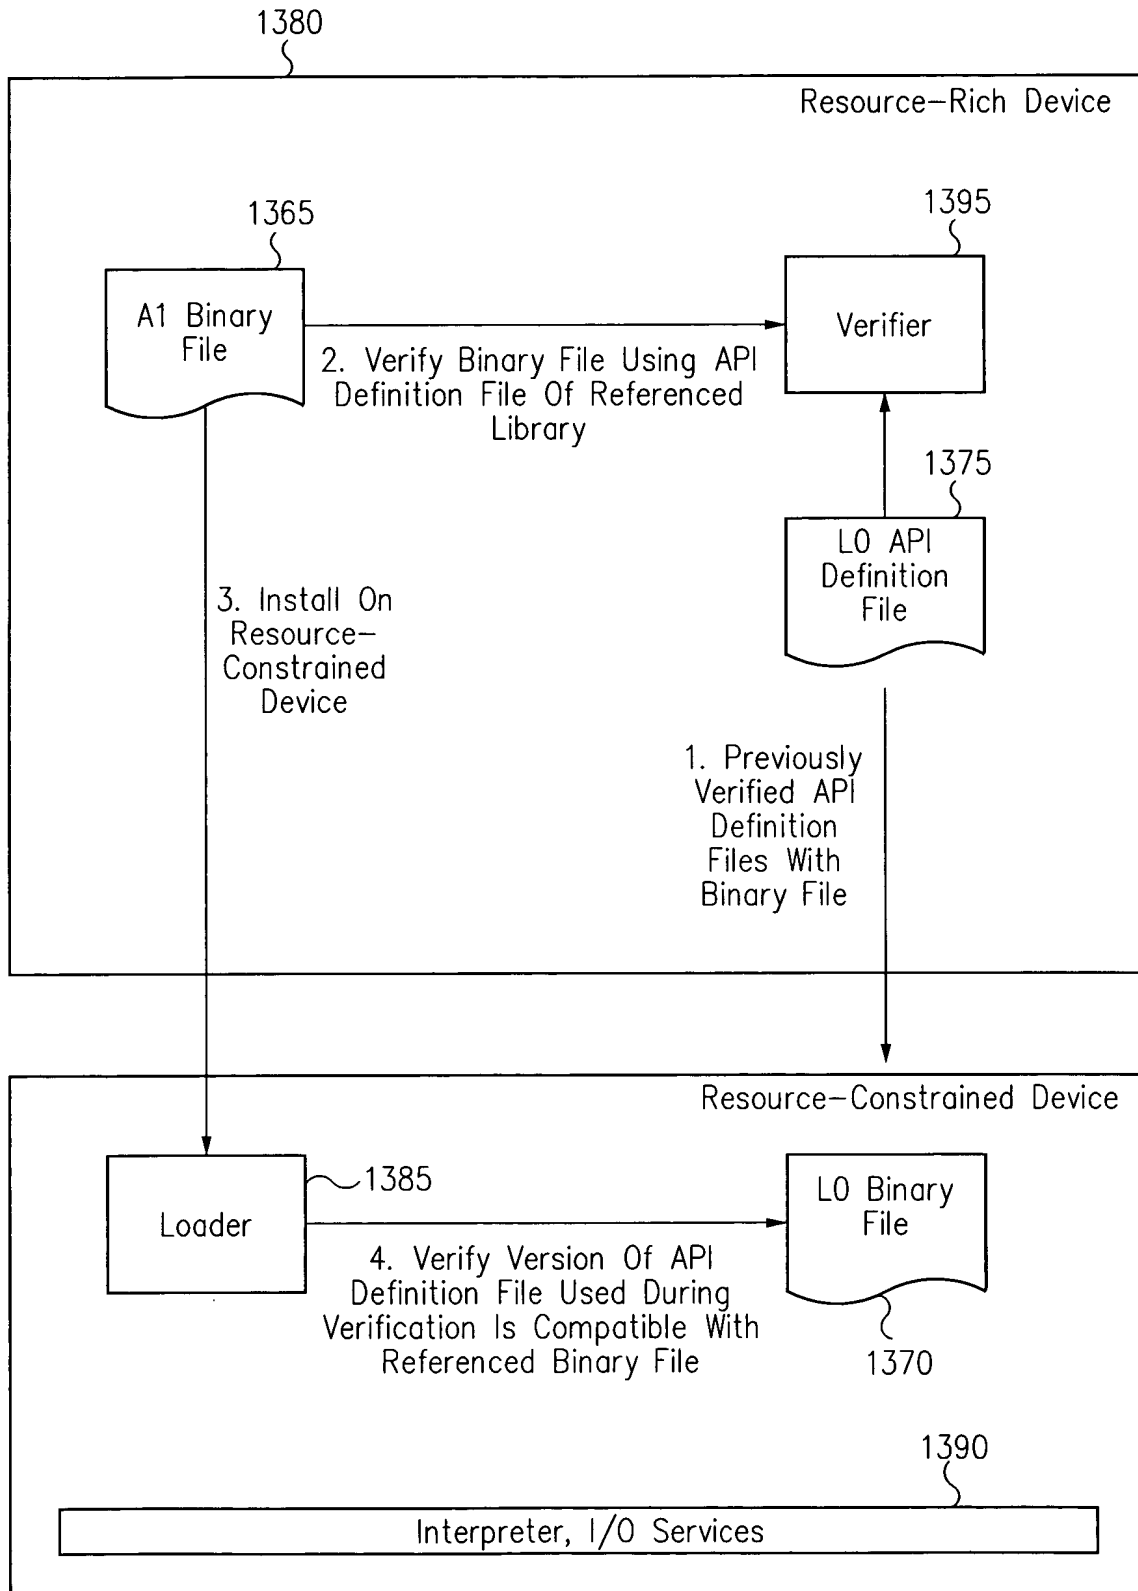 1380
Resource-Rich Device
1365
1395
A1 Binary
File
Verifier
2. Verify Binary File Using API
Definition File Of Referenced
Library
1375
L0 API
Definition
File
3. Install On
Resource-
Constrained
Device
1. Previously
Verified API
Definition
Files With
Binary File
Resource-Constrained Device
1385
Loader
L0 Binary
File
4. Verify Version Of API
Definition File Used During
Verification Is Compatible With
Referenced Binary File
1370
1390
Interpreter, I/O Services